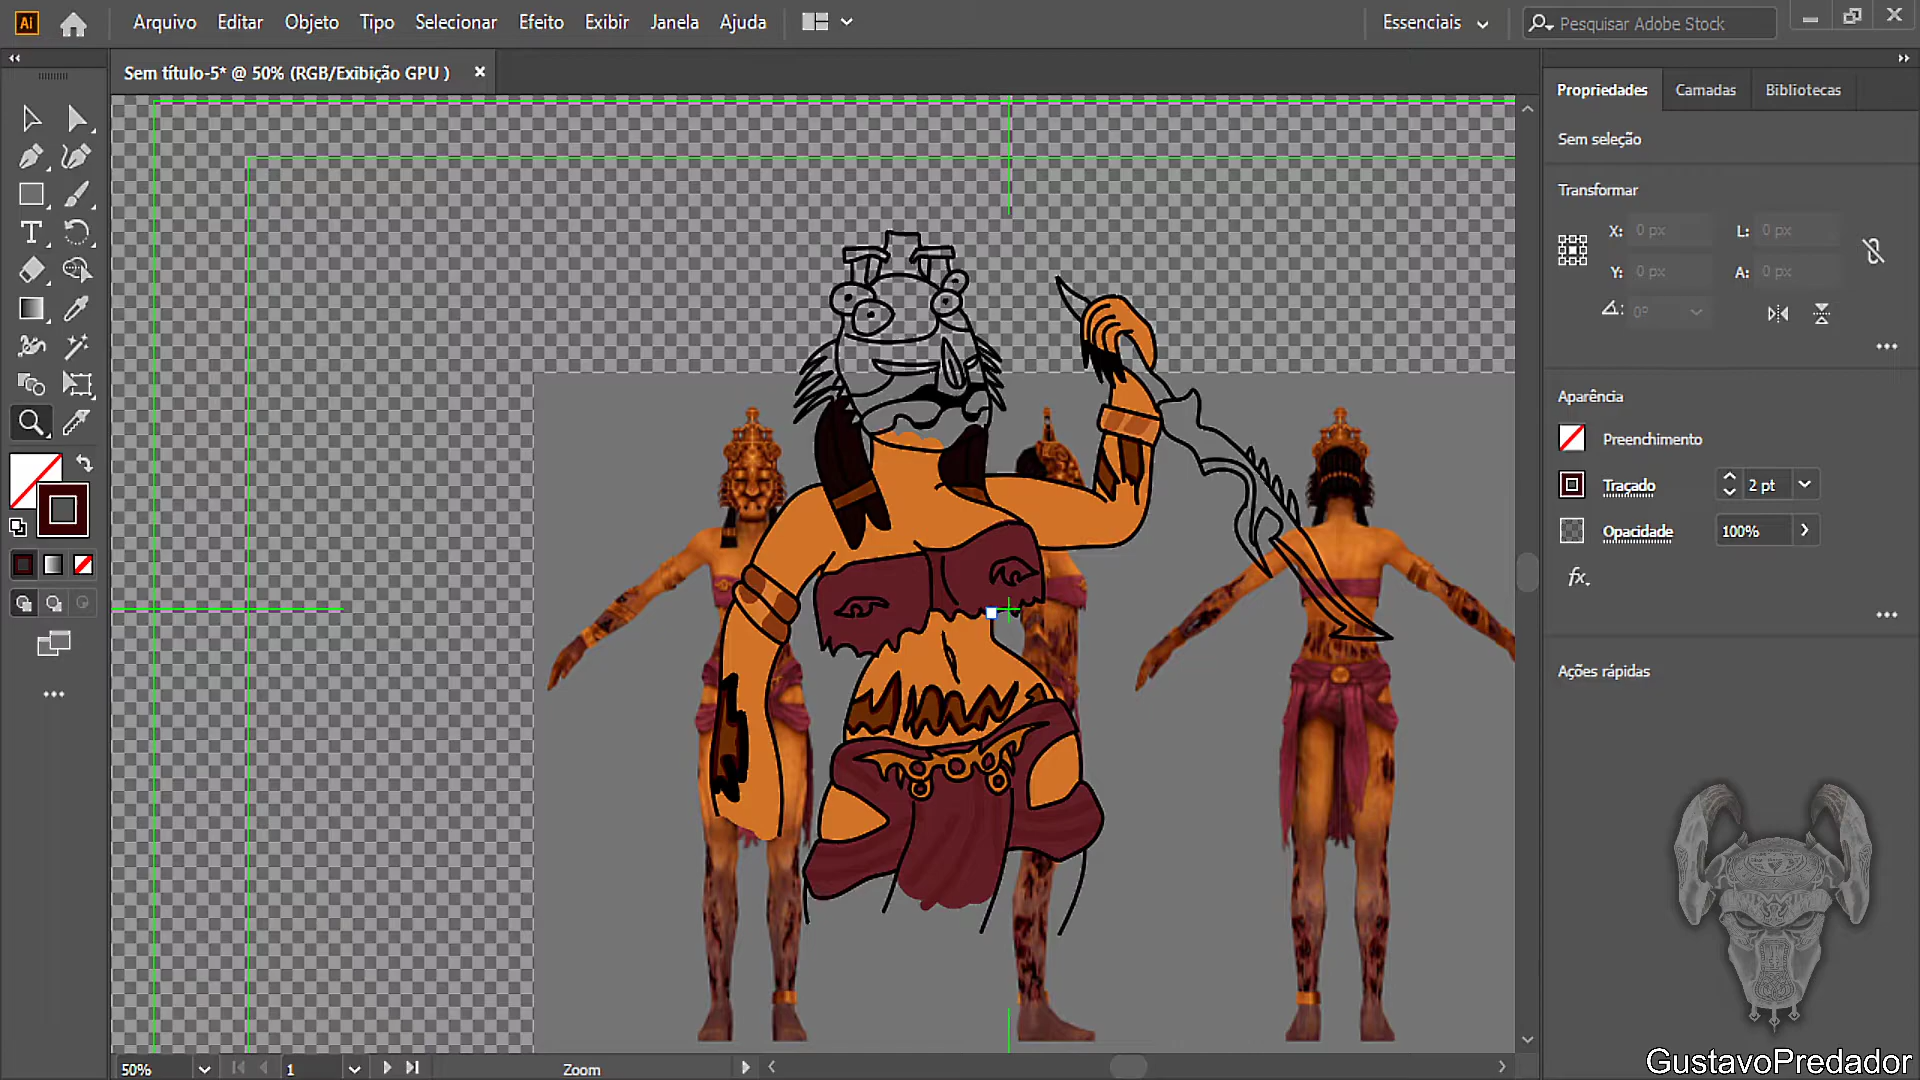 Ai Arquivo Editar Objeto Tipo Selecionar Efeito Exibir Janela Ajuda Essenciais Pesquisar Adobe Stock
Sem título-5* @ 50% (RGB/Exibição GPU )
Propriedades Camadas Bibliotecas
Sem seleção
Transformar
X: 0 px L: 0 px
Y: 0 px A: 0 px
0°
Aparência
Preenchimento
Traçado 2 pt
Opacidade 100%
fx.
Ações rápidas
50% 1 Zoom
GustavoPredador